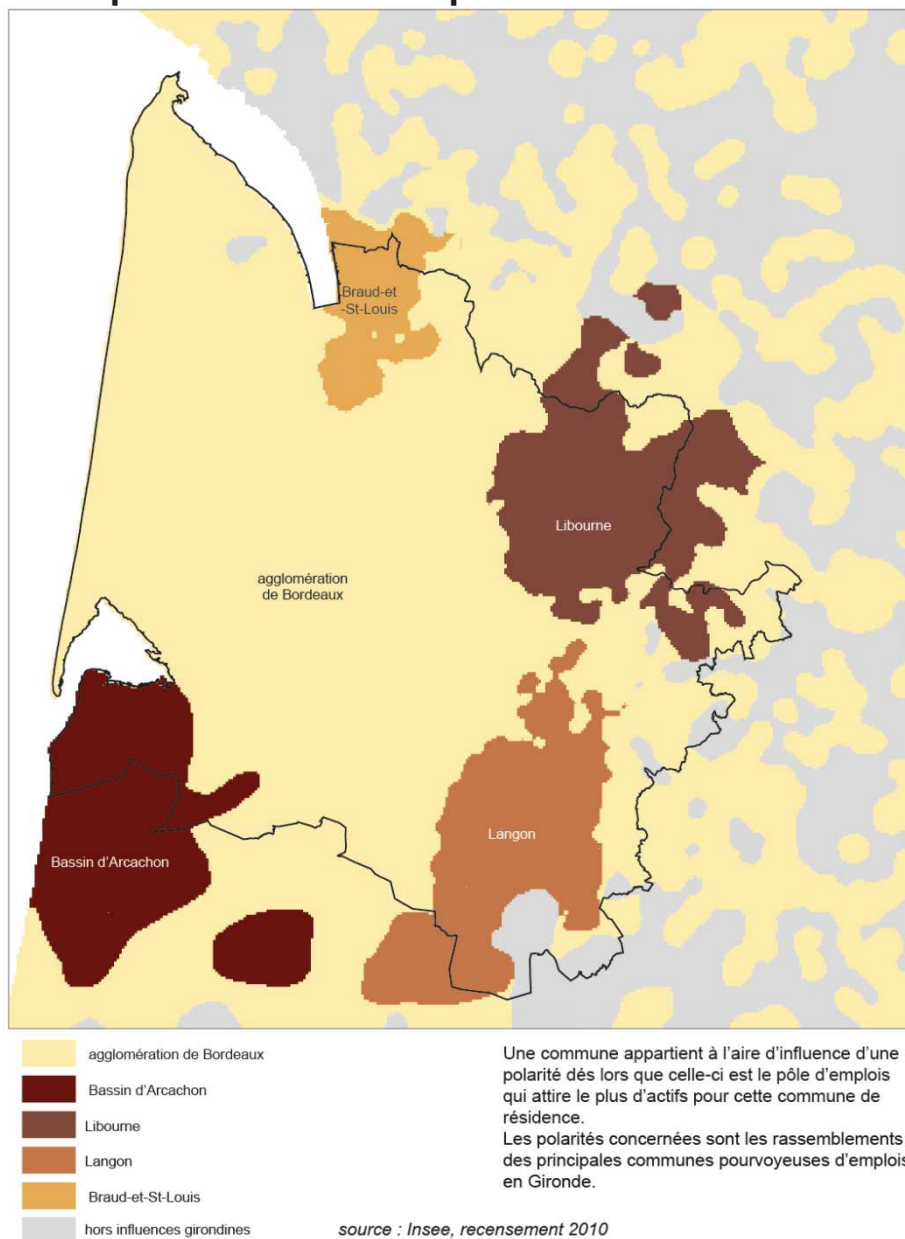 Braud-et
-St-Louis
Libourne
agglomération
de Bordeaux
Langon
Bassin d'Arcachon
agglomération de Bordeaux
Bassin d'Arcachon
Libourne
Langon
Braud-et-St-Louis
hors influences girondines
Une commune appartient à l'aire d'influence d'une
polarité dés lors que celle-ci est le pôle d'emplois
qui attire le plus d'actifs pour cette commune de
résidence.
Les polarités concernées sont les rassemblements
des principales communes pourvoyeuses d'emplois
en Gironde.
source : Insee, recensement 2010